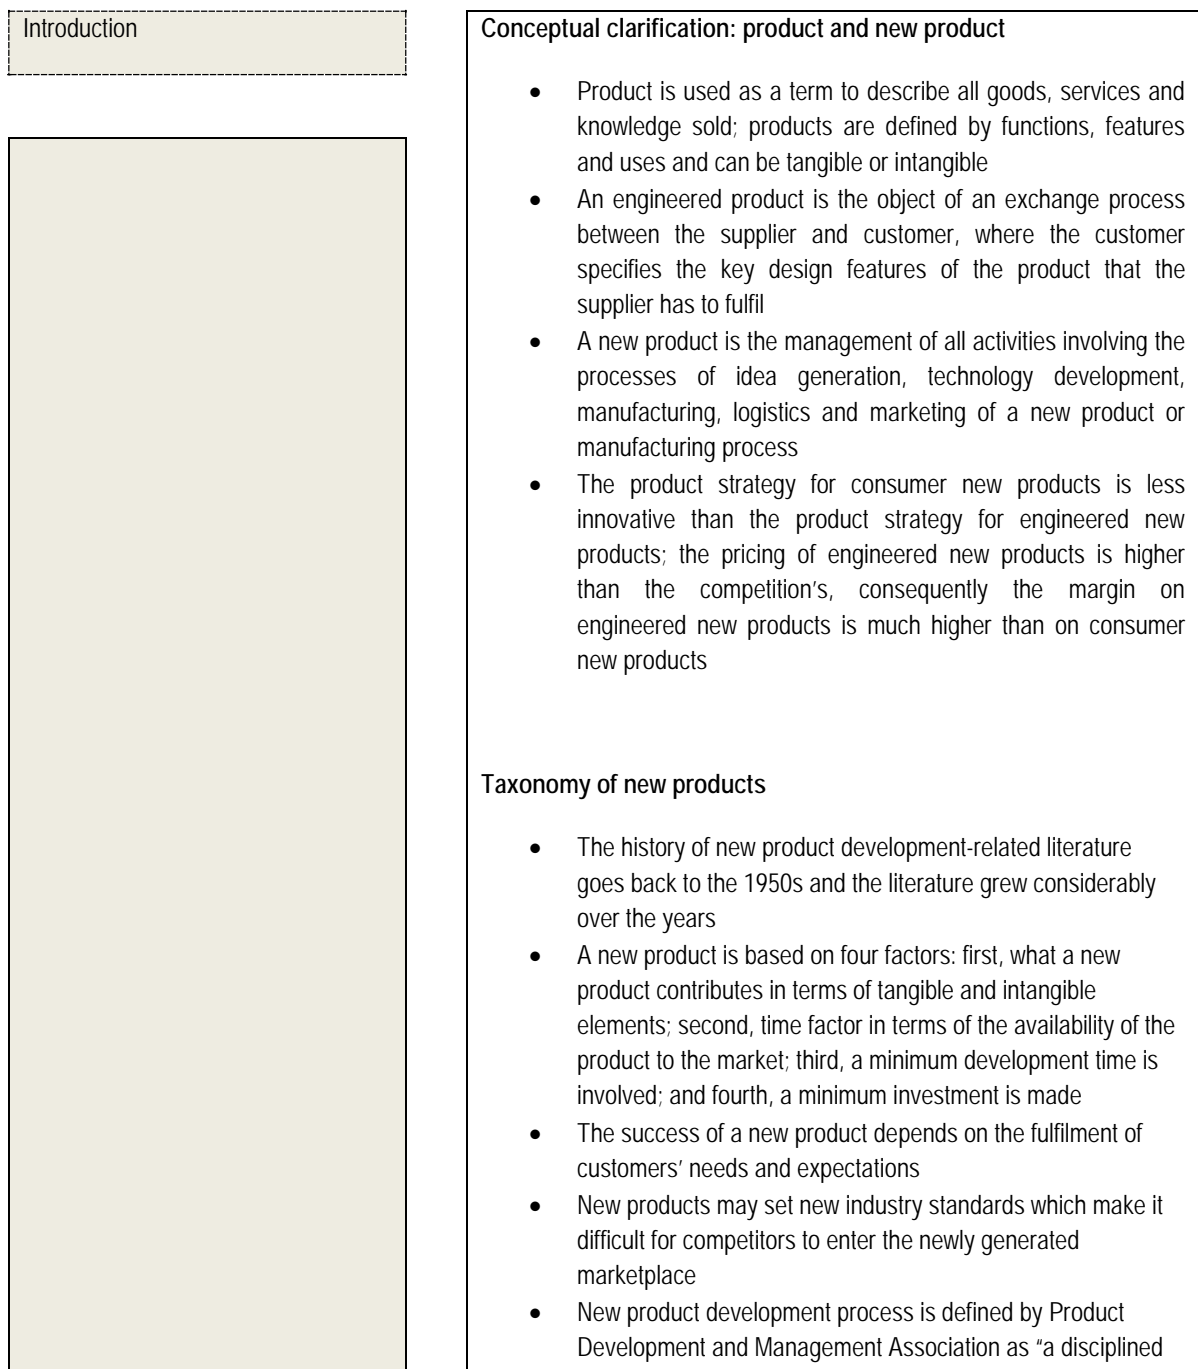 Introduction
Conceptual clarification: product and new product
• Product is used as a term to describe all goods, services and
knowledge sold; products are defined by functions, features
and uses and can be tangible or intangible
• An engineered product is the object of an exchange process
between the supplier and customer, where the customer
specifies the key design features of the product that the
supplier has to fulfil
• A new product is the management of all activities involving the
processes of idea generation, technology development,
manufacturing, logistics and marketing of a new product or
manufacturing process
• The product strategy for consumer new products is less
innovative than the product strategy for engineered new
products; the pricing of engineered new products is higher
than the competition's, consequently the margin on
engineered new products is much higher than on consumer
new products
Taxonomy of new products
• The history of new product development-related literature
goes back to the 1950s and the literature grew considerably
over the years
• A new product is based on four factors: first, what a new
product contributes in terms of tangible and intangible
elements; second, time factor in terms of the availability of the
product to the market; third, a minimum development time is
involved; and fourth, a minimum investment is made
• The success of a new product depends on the fulfilment of
customers' needs and expectations
• New products may set new industry standards which make it
difficult for competitors to enter the newly generated
marketplace
• New product development process is defined by Product
Development and Management Association as "a disciplined